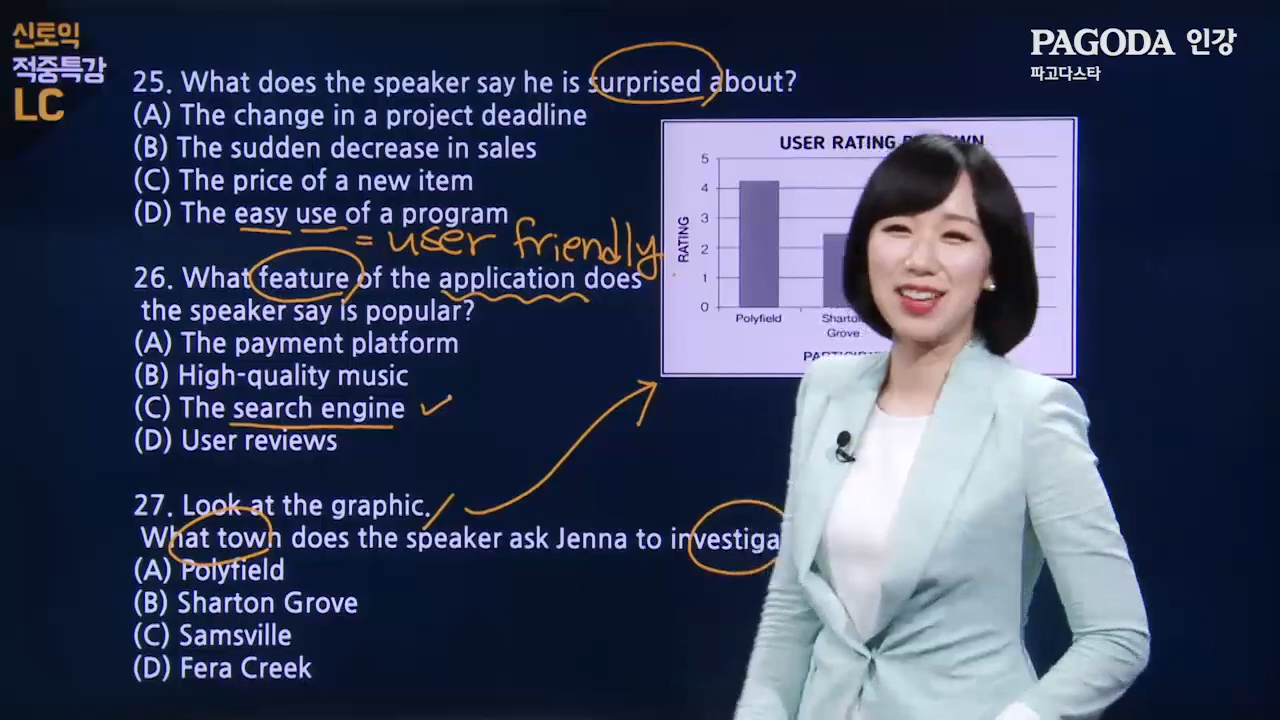 신토익
적중특강
LC
PAGODA 인강
파고다스타
25. What does the speaker say he is surprised about?
(A) The change in a project deadline
(B) The sudden decrease in sales
(C) The price of a new item
(D) The easy use of a program
= user friendly
26. What feature of the application does
the speaker say is popular?
(A) The payment platform
(B) High-quality music
(C) The search engine
(D) User reviews
27. Look at the graphic.
What town does the speaker ask Jenna to
(A) Polyfield
(B) Sharton Grove
(C) Samsville
(D) Fera Creek
USER RATING
5
4
3
2
1
0
RATING
Polyfield
Grove